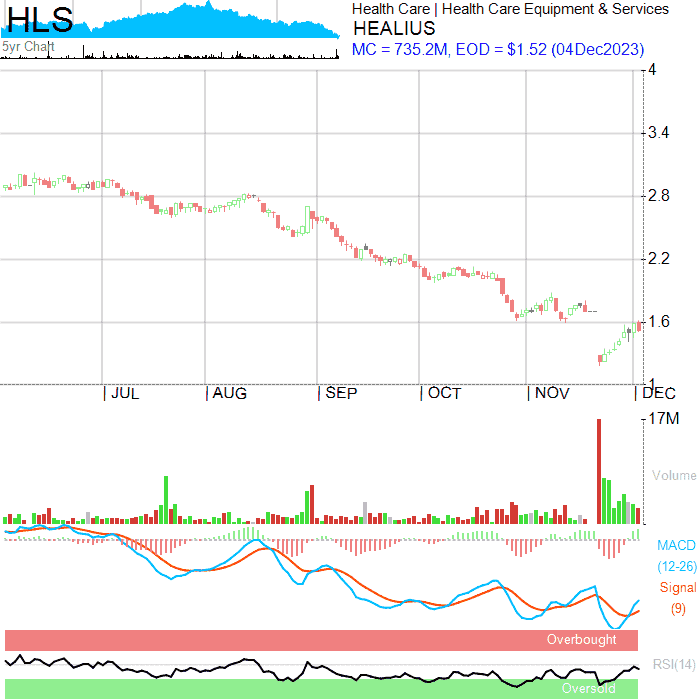 HLS
5yr Chart
Health Care | Health Care Equipment & Services
HEALIUS
MC = 735.2M, EOD = $1.52 (04Dec2023)
4
3.4
2.8
2.2
1.6
1
JUL AUG SEP OCT NOV DEC
17M
Volume
MACD
(12-26)
Signal
(9)
Overbought
RSI(14)
Oversold